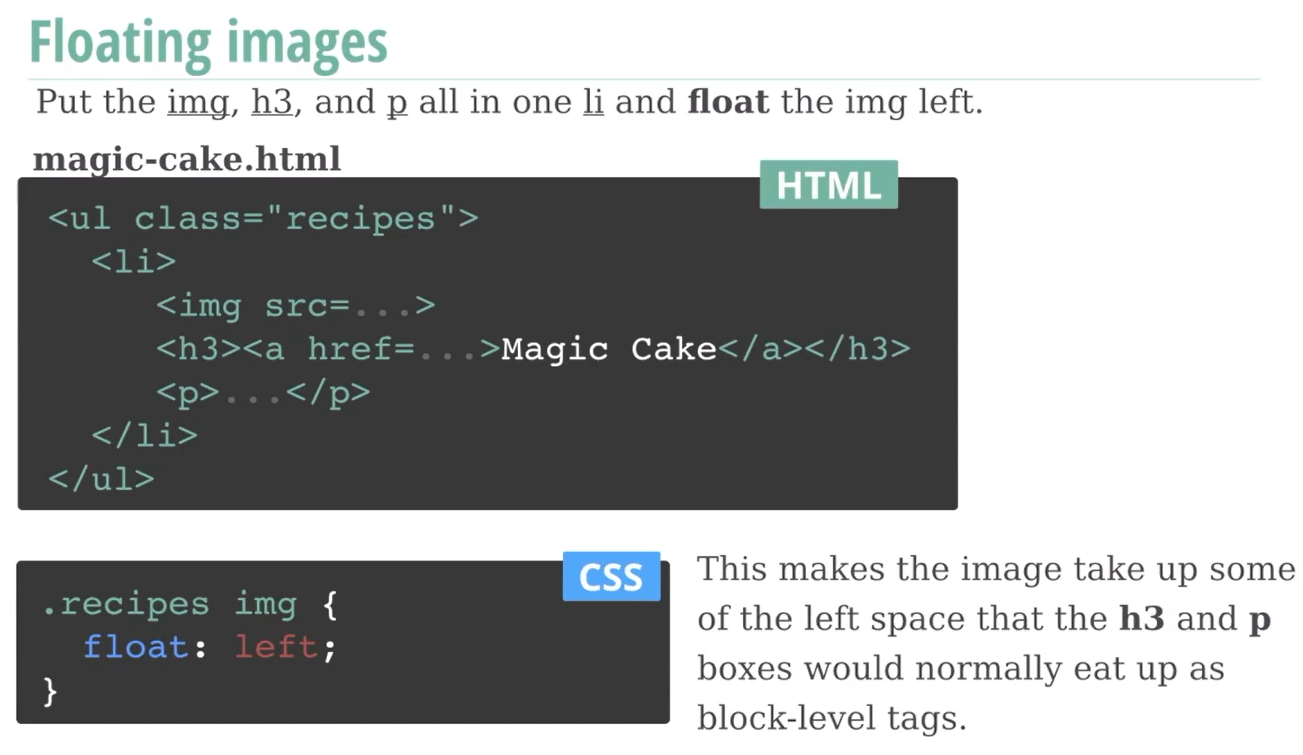 Floating images
Put the img, h3, and p all in one li and float the img left.
magic-cake.html
HTML
<ul class="recipes">
<li>
<img src=...>
<h3><a href=...>Magic Cake</a></h3>
<p>...</p>
</li>
</ul>
CSS
.recipes img {
float: left;
}
This makes the image take up some
of the left space that the h3 and p
boxes would normally eat up as
block-level tags.